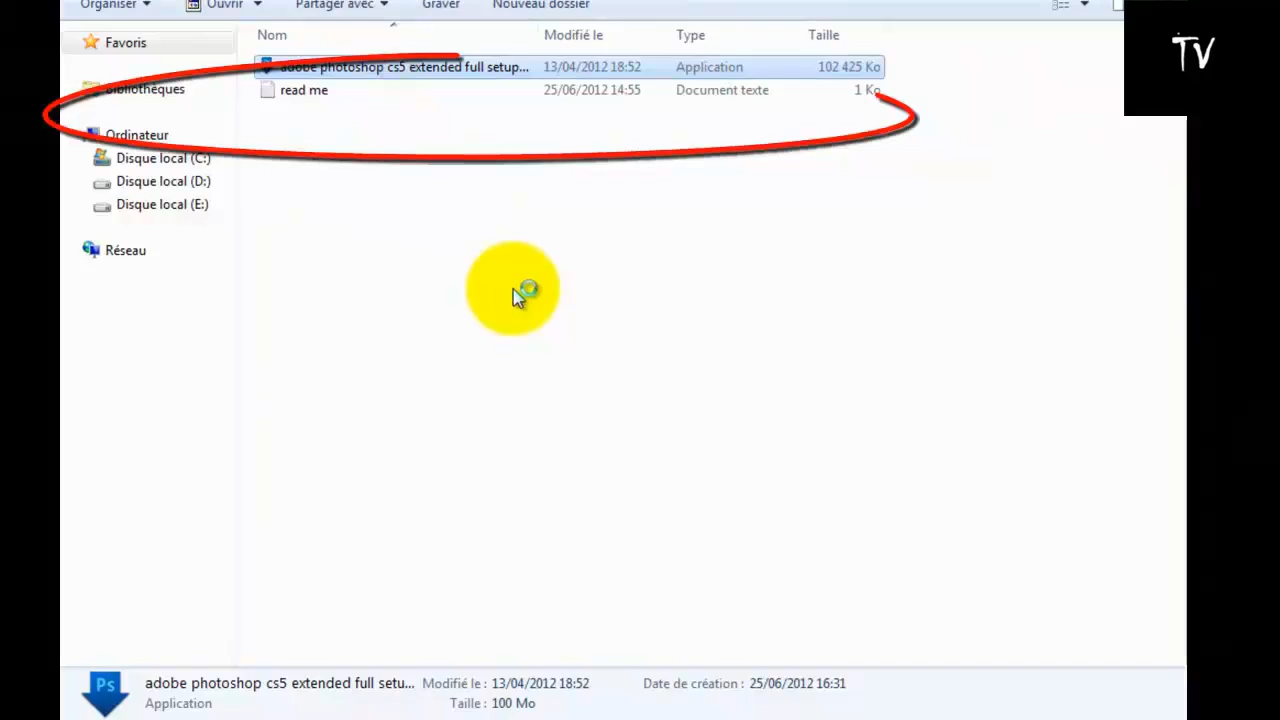 Organiser Ouvrir Partager avec Graver Nouveau dossier
TV
Favoris
Bibliothèques
Ordinateur
Disque local (C:)
Disque local (D:)
Disque local (E:)
Réseau
Nom Modifié le Type Taille
adobe photoshop cs5 extended full setup... 13/04/2012 18:52 Application 102 425 Ko
read me 25/06/2012 14:55 Document texte 1 Ko
Ps
adobe photoshop cs5 extended full setu... Modifié le : 13/04/2012 18:52 Date de création : 25/06/2012 16:31
Application Taille : 100 Mo